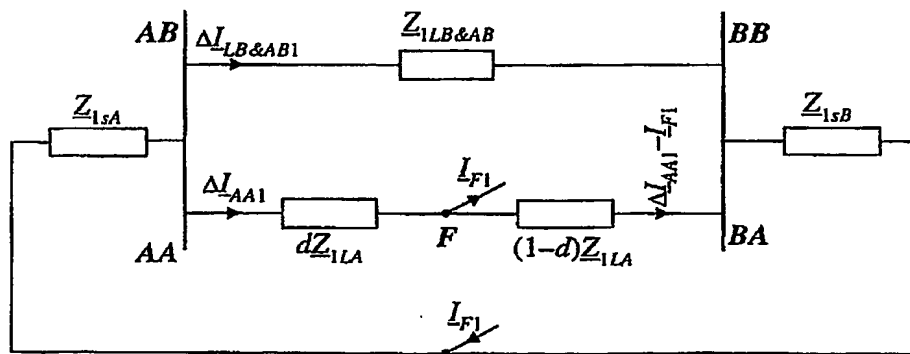 AB
ΔI_LB&AB1
Z_1LB&AB
BB
Z_1sA
Z_1sB
ΔI_AA1
I_F1
ΔI_AA1–I_F1
AA
dZ_1LA
F
(1–d)Z_1LA
BA
I_F1